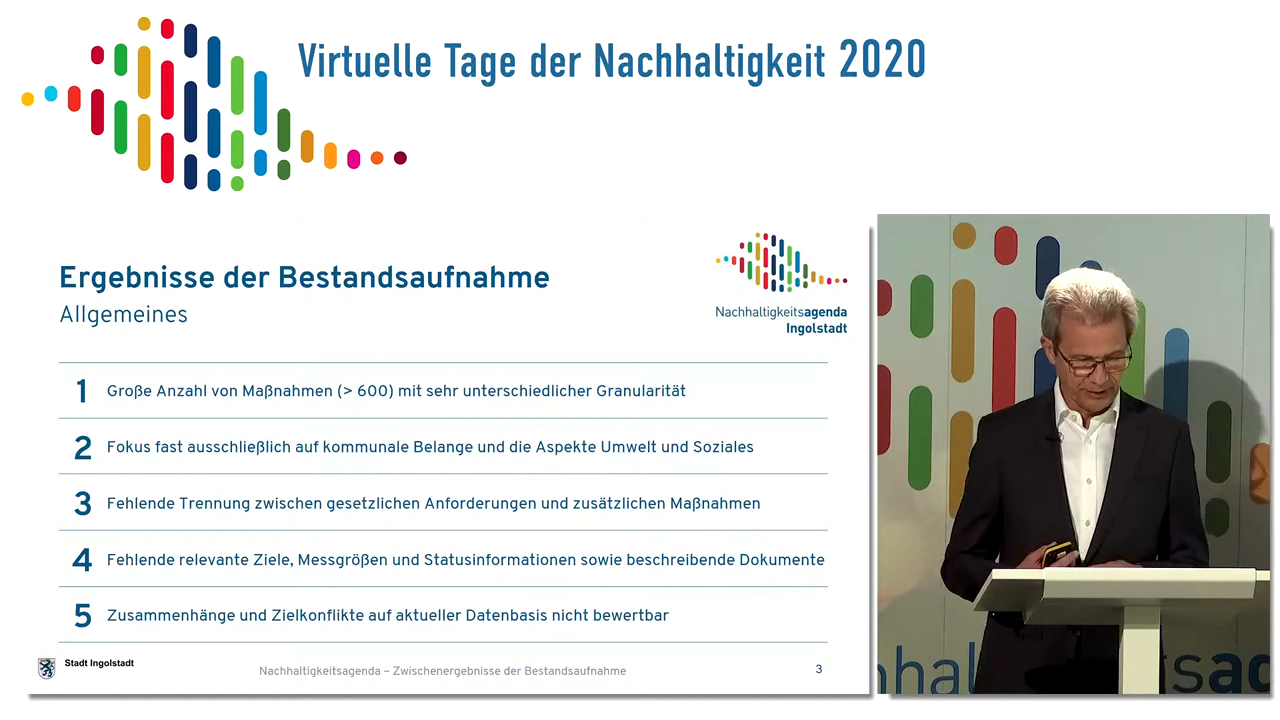 Virtuelle Tage der Nachhaltigkeit 2020
Ergebnisse der Bestandsaufnahme
Allgemeines
Nachhaltigkeitsagenda
Ingolstadt
1 Große Anzahl von Maßnahmen (> 600) mit sehr unterschiedlicher Granularität
2 Fokus fast ausschließlich auf kommunale Belange und die Aspekte Umwelt und Soziales
3 Fehlende Trennung zwischen gesetzlichen Anforderungen und zusätzlichen Maßnahmen
4 Fehlende relevante Ziele, Messgrößen und Statusinformationen sowie beschreibende Dokumente
5 Zusammenhänge und Zielkonflikte auf aktueller Datenbasis nicht bewertbar
Stadt Ingolstadt
Nachhaltigkeitsagenda – Zwischenergebnisse der Bestandsaufnahme
3